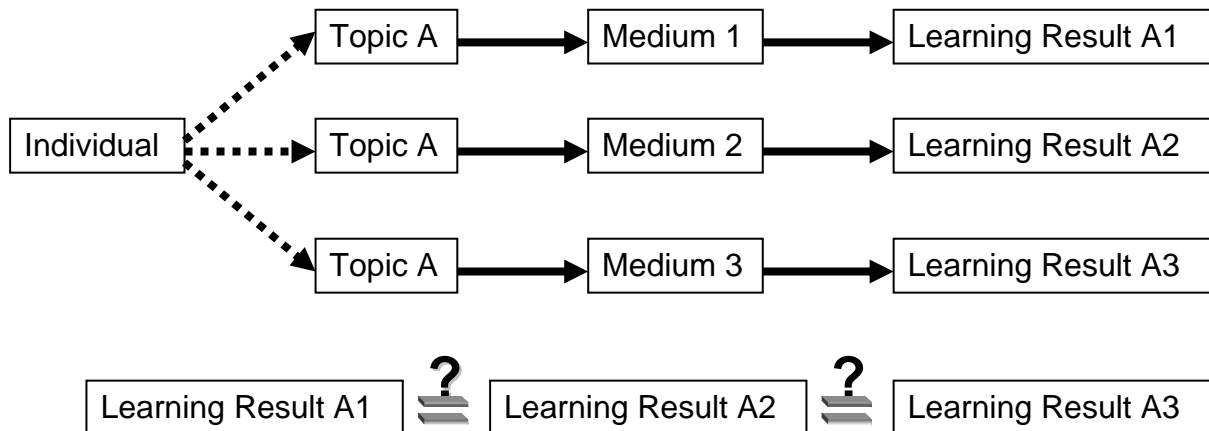 Topic A Medium 1 Learning Result A1
Individual Topic A Medium 2 Learning Result A2
Topic A Medium 3 Learning Result A3
? ?
Learning Result A1 = Learning Result A2 = Learning Result A3